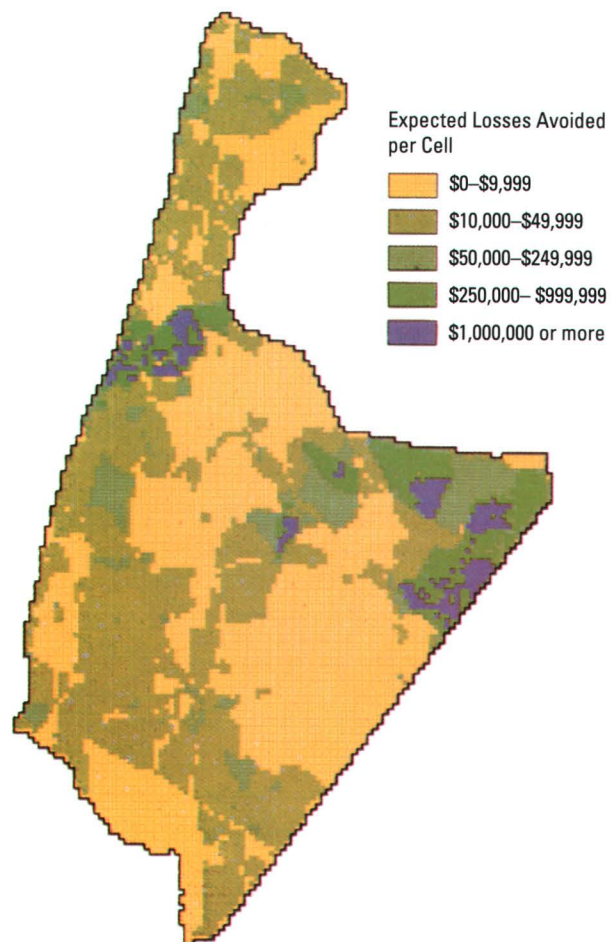 Expected Losses Avoided
per Cell
$0–$9,999
$10,000–$49,999
$50,000–$249,999
$250,000– $999,999
$1,000,000 or more